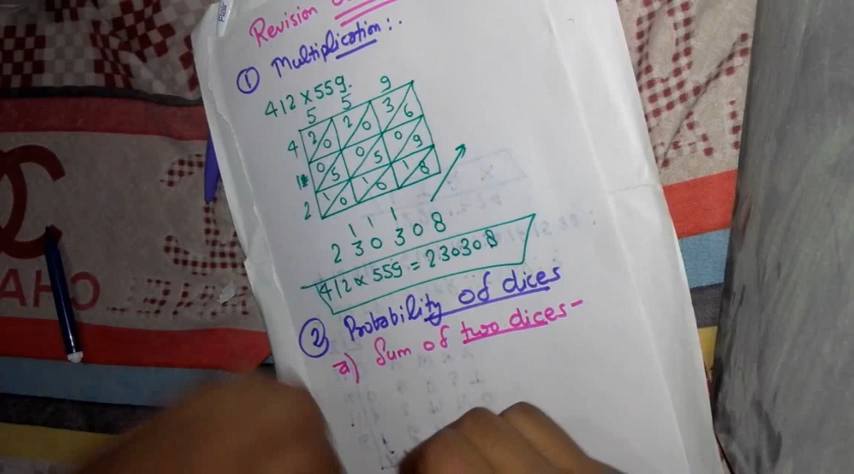 Revision
① Multiplication:.
412 × 559.
5 5 9
4 2 0 2 0 3 6
1 0 5 0 5 0 9
2 1 0 1 0 1 8
1 1 1
2 3 0 3 0 8
412 × 559 = 230308
② Probability of dices
a) Sum of two dices-